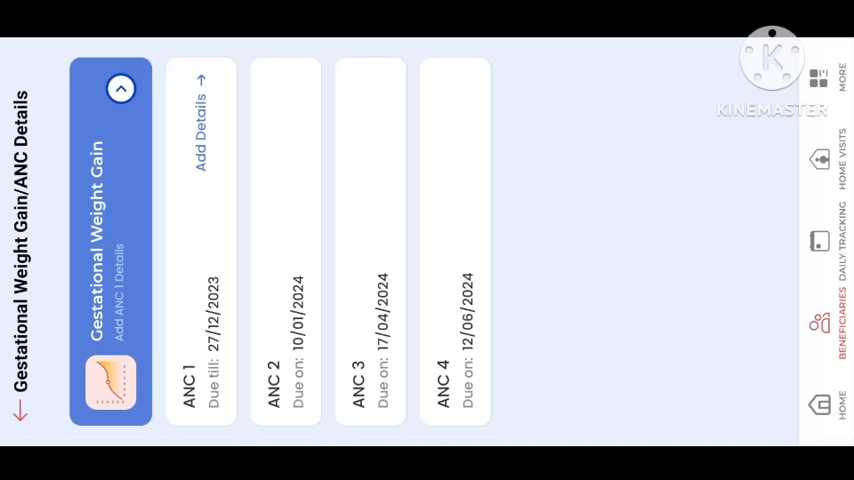 Gestational Weight Gain/ANC Details
Gestational Weight Gain
Add ANC 1 Details
ANC 1
Due till: 27/12/2023
Add Details
ANC 2
Due on: 10/01/2024
ANC 3
Due on: 17/04/2024
ANC 4
Due on: 12/06/2024
HOME
BENEFICIARIES
DAILY TRACKING
HOME VISITS
MORE
K
KINEMASTER